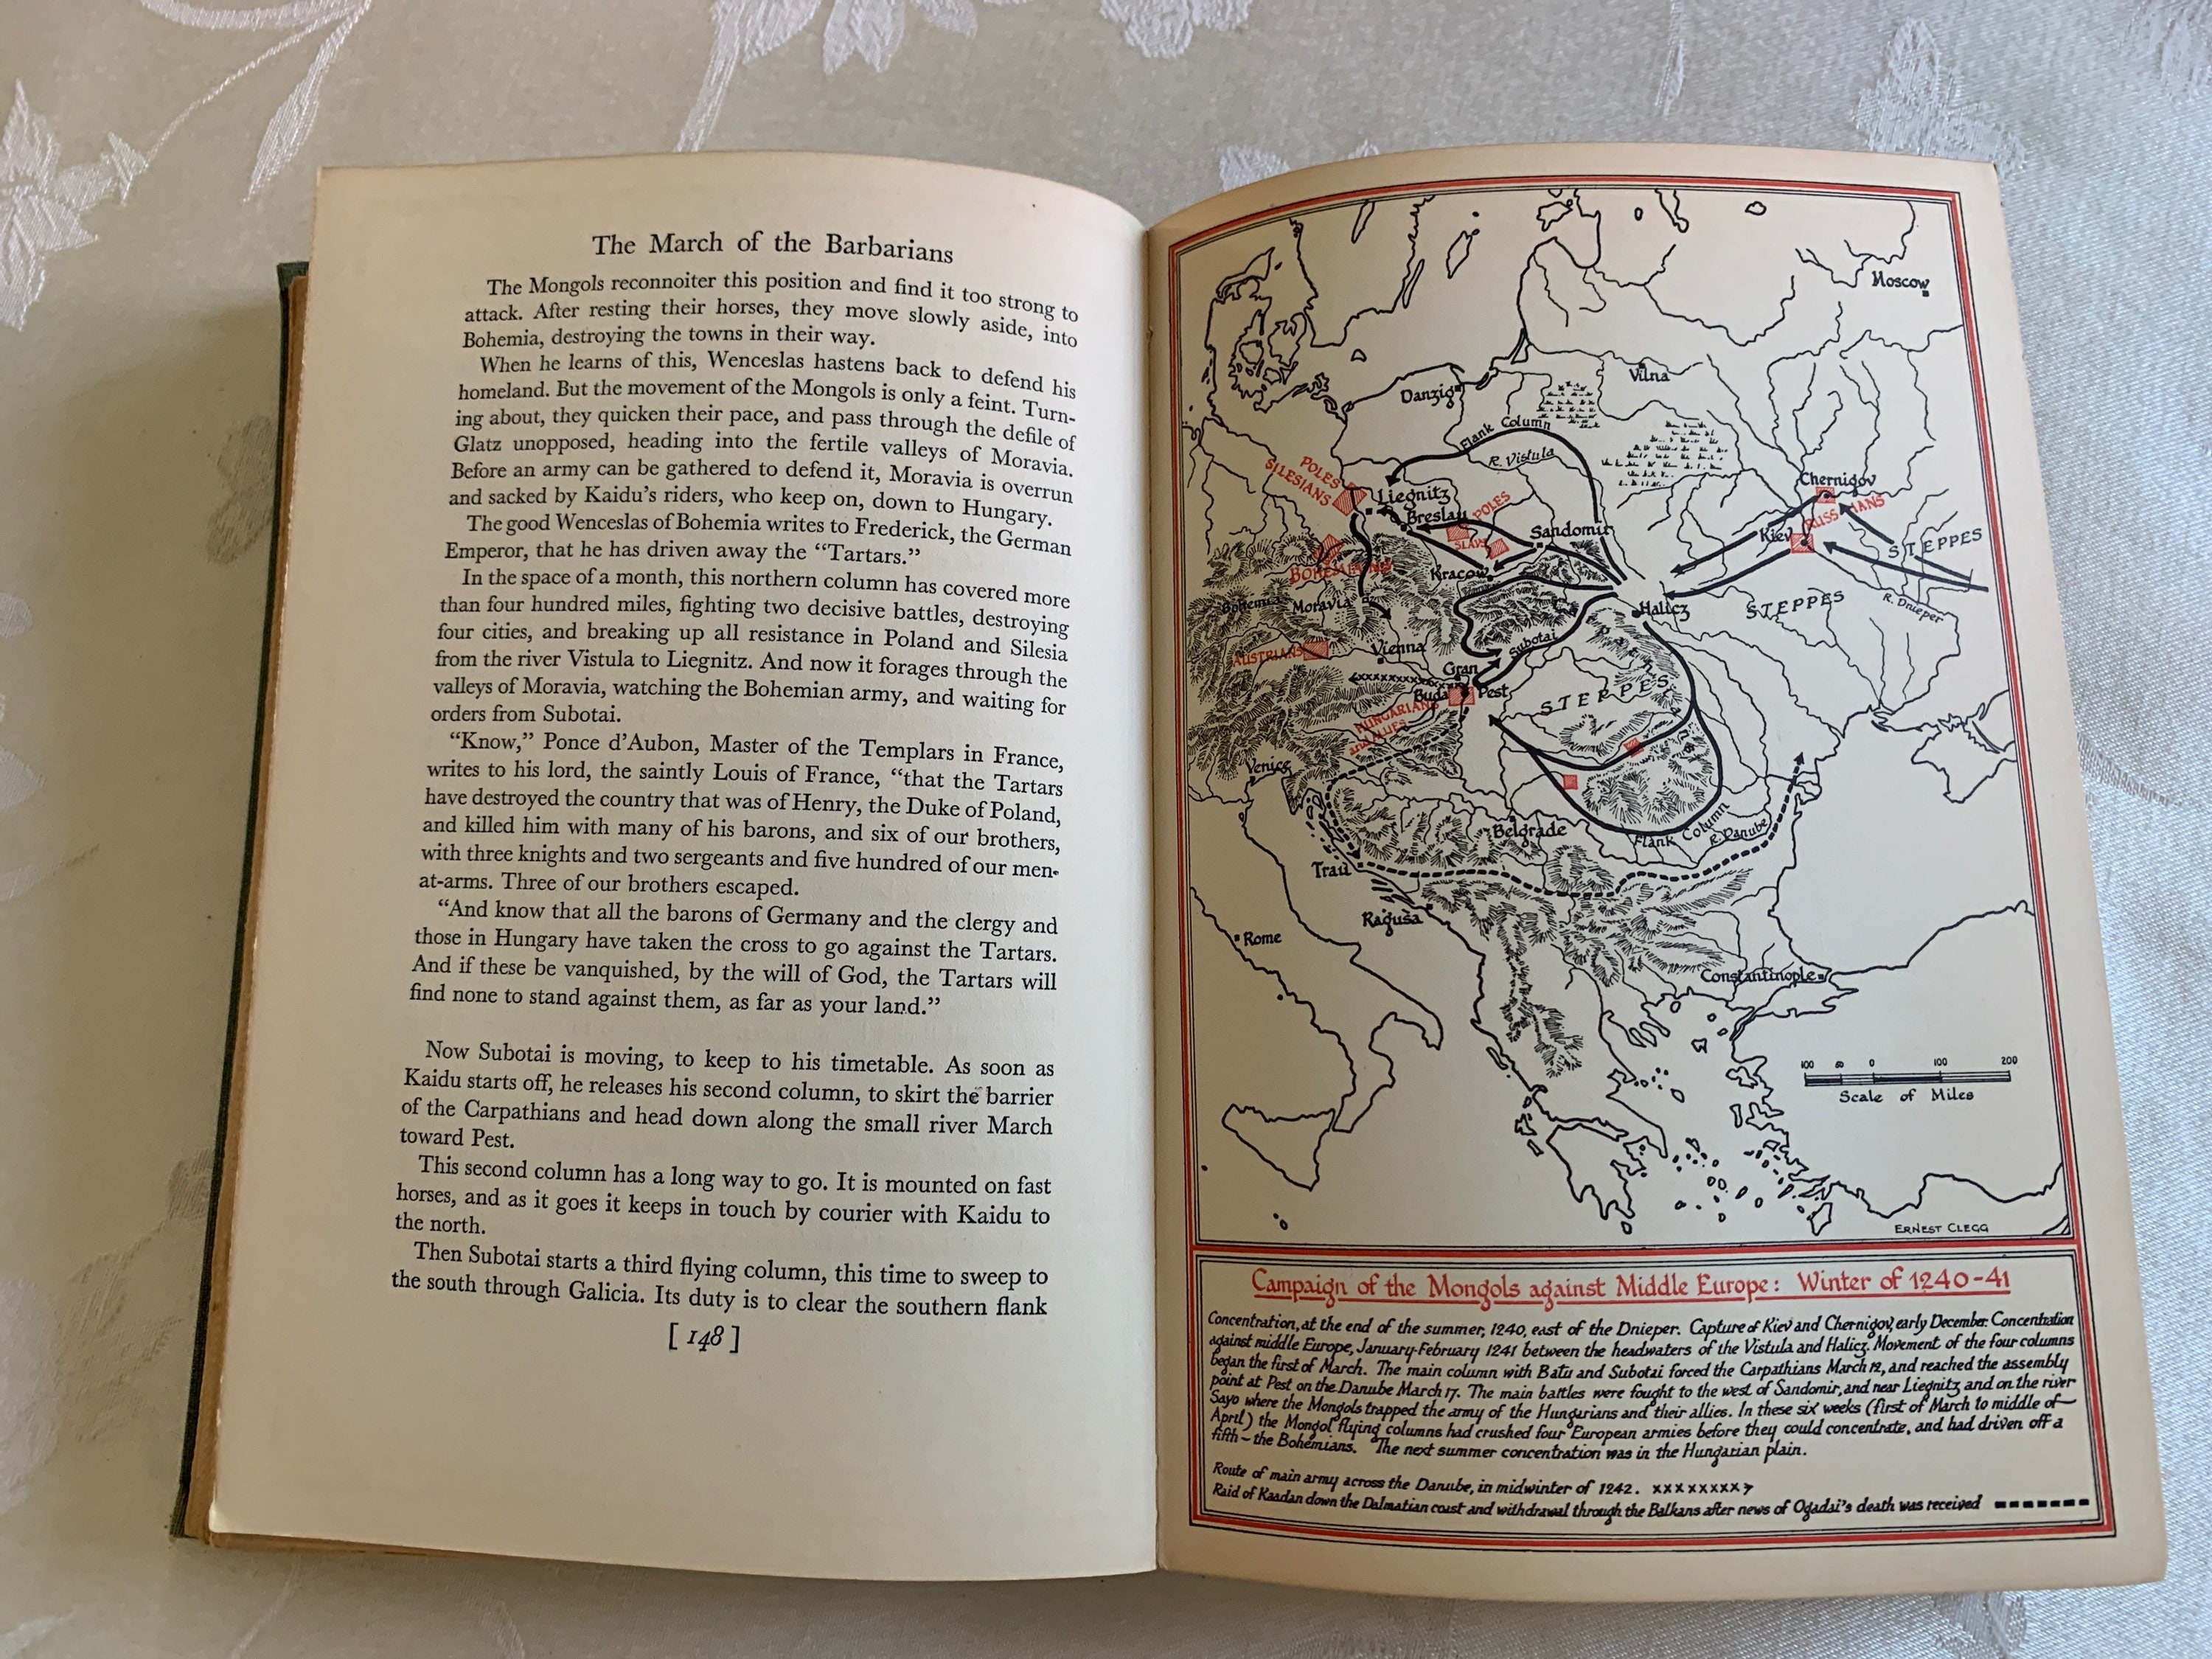 The March of the Barbarians
The Mongols reconnoiter this position and find it too strong to
attack. After resting their horses, they move slowly aside, into
Bohemia, destroying the towns in their way.
When he learns of this, Wenceslas hastens back to defend his
homeland. But the movement of the Mongols is only a feint. Turn-
ing about, they quicken their pace, and pass through the defile of
Glatz unopposed, heading into the fertile valleys of Moravia.
Before an army can be gathered to defend it, Moravia is overrun
and sacked by Kaidu's riders, who keep on, down to Hungary.
The good Wenceslas of Bohemia writes to Frederick, the German
Emperor, that he has driven away the “Tartars.”
In the space of a month, this northern column has covered more
than four hundred miles, fighting two decisive battles, destroying
four cities, and breaking up all resistance in Poland and Silesia
from the river Vistula to Liegnitz. And now it forages through the
valleys of Moravia, watching the Bohemian army, and waiting for
orders from Subotai.
“Know,” Ponce d'Aubon, Master of the Templars in France,
writes to his lord, the saintly Louis of France, “that the Tartars
have destroyed the country that was of Henry, the Duke of Poland,
and killed him with many of his barons, and six of our brothers,
with three knights and two sergeants and five hundred of our men-
at-arms. Three of our brothers escaped.
“And know that all the barons of Germany and the clergy and
those in Hungary have taken the cross to go against the Tartars.
And if these be vanquished, by the will of God, the Tartars will
find none to stand against them, as far as your land.”
Now Subotai is moving, to keep to his timetable. As soon as
Kaidu starts off, he releases his second column, to skirt the barrier
of the Carpathians and head down along the small river March
toward Pest.
This second column has a long way to go. It is mounted on fast
horses, and as it goes it keeps in touch by courier with Kaidu to
the north.
Then Subotai starts a third flying column, this time to sweep to
the south through Galicia. Its duty is to clear the southern flank
[ 148 ]
Moscow
Vilna
Danzig
Flank Column
R. Vistula
POLES
SILESIANS
Liegnitz
Breslau
POLES
SLAVS
Sandomir
Chernigov
RUSSIANS
Kiev
STEPPES
BOHEMIANS
Kracow
Bohemia
Moravia
Halicz
STEPPES
R. Dnieper
AUSTRIANS
Vienna
Subotai
Gran
Buda
Pest
STEPPES
HUNGARIANS
and ALLIES
Venice
Belgrade
Flank Column
R. Danube
Trau
Ragusa
Rome
Constantinople
100 50 0 100 200
Scale of Miles
ERNEST CLEGG
Campaign of the Mongols against Middle Europe: Winter of 1240-41
Concentration, at the end of the summer, 1240, east of the Dnieper. Capture of Kiev and Chernigov, early December. Concentration
against middle Europe, January-February 1241 between the headwaters of the Vistula and Halicz. Movement of the four columns
began the first of March. The main column with Batu and Subotai forced the Carpathians March 12, and reached the assembly
point at Pest on the Danube March 17. The main battles were fought to the west of Sandomir, and near Liegnitz and on the river
Sayo where the Mongols trapped the army of the Hungarians and their allies. In these six weeks (first of March to middle of
April) the Mongol flying columns had crushed four European armies before they could concentrate, and had driven off a
fifth - the Bohemians. The next summer concentration was in the Hungarian plain.
Route of main army across the Danube, in midwinter of 1242. xxxxxxxx
Raid of Kaadan down the Dalmatian coast and withdrawal through the Balkans after news of Ogadai's death was received